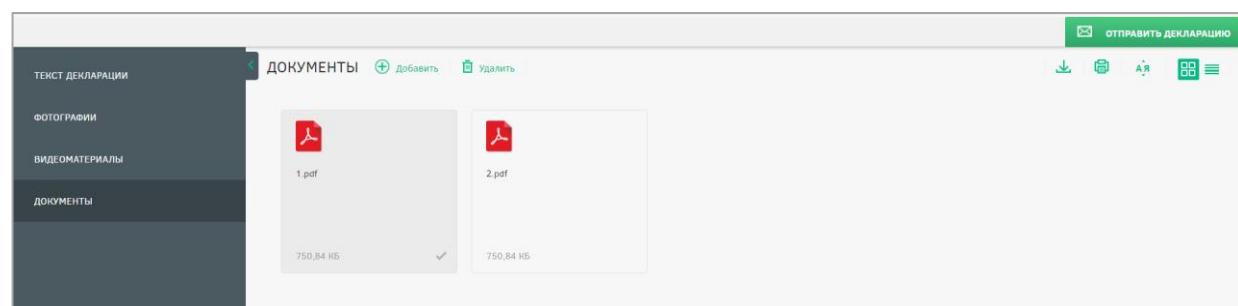 ОТПРАВИТЬ ДЕКЛАРАЦИЮ
ТЕКСТ ДЕКЛАРАЦИИ
ФОТОГРАФИИ
ВИДЕОМАТЕРИАЛЫ
ДОКУМЕНТЫ
ДОКУМЕНТЫ Добавить Удалить АЯ
1.pdf 2.pdf
750,84 КБ 750,84 КБ